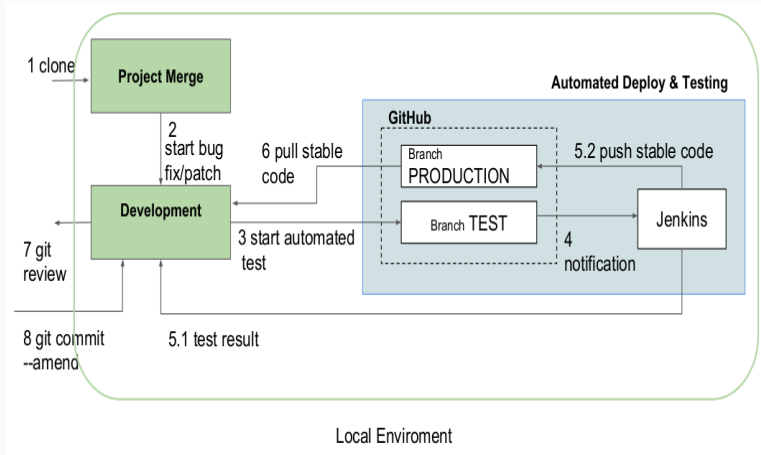 1 clone
Project Merge
Automated Deploy & Testing
GitHub
2
start bug
fix/patch
6 pull stable
code
Branch
PRODUCTION
5.2 push stable code
Development
Branch TEST
Jenkins
3 start automated
test
4
notification
7 git
review
8 git commit
--amend
5.1 test result
Local Enviroment